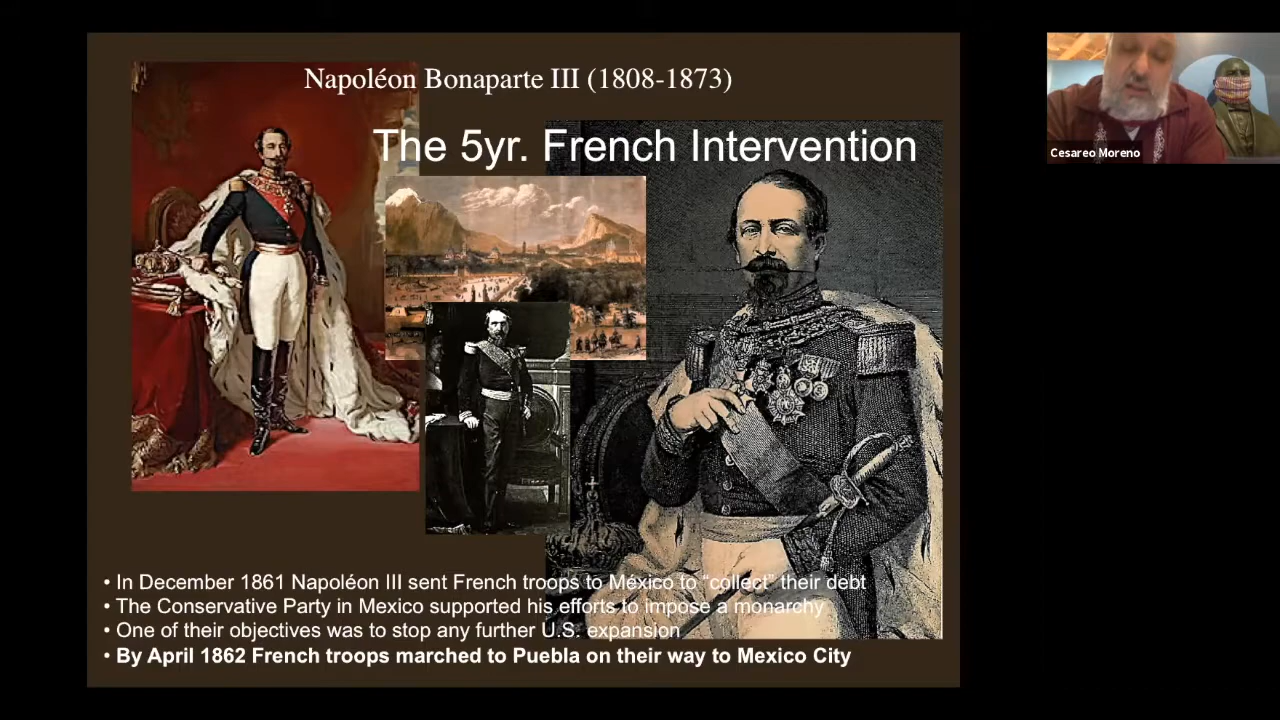 Napoléon Bonaparte III (1808-1873)
The 5yr. French Intervention
Cesareo Moreno
• In December 1861 Napoléon III sent French troops to México to “collect” their debt
• The Conservative Party in Mexico supported his efforts to impose a monarchy
• One of their objectives was to stop any further U.S. expansion
• By April 1862 French troops marched to Puebla on their way to Mexico City